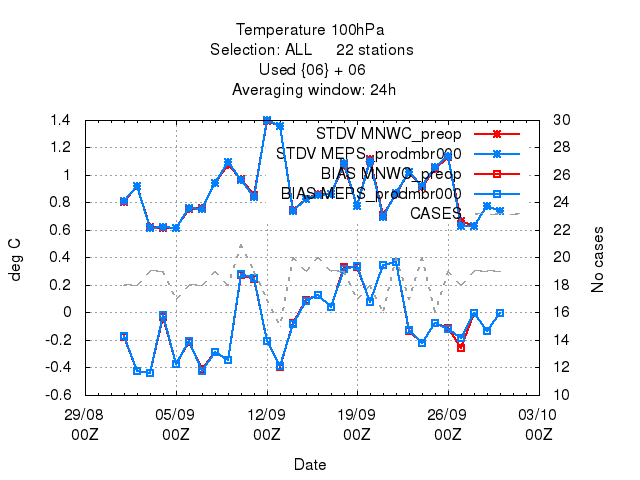 Temperature 100hPa
Selection: ALL 22 stations
Used {06} + 06
Averaging window: 24h
STDV MNWC_preop
STDV MEPS_prodmbr000
BIAS MNWC_preop
BIAS MEPS_prodmbr000
CASES
deg C
1.4
1.2
1
0.8
0.6
0.4
0.2
0
-0.2
-0.4
-0.6
30
28
26
24
22
20
18
16
14
12
10
No cases
29/08 05/09 12/09 19/09 26/09 03/10
00Z 00Z 00Z 00Z 00Z 00Z
Date